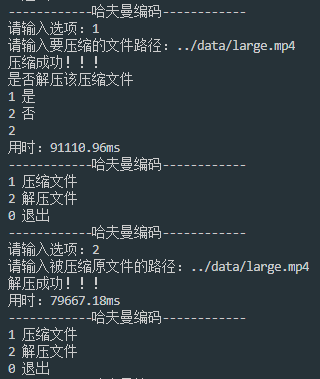 ------------哈夫曼编码------------
请输入选项：1
请输入要压缩的文件路径：../data/large.mp4
压缩成功！！！
是否解压该压缩文件
1 是
2 否
2
用时：91110.96ms
------------哈夫曼编码------------
1 压缩文件
2 解压文件
0 退出
------------哈夫曼编码------------
请输入选项：2
请输入被压缩原文件的路径：../data/large.mp4
解压成功！！！
用时：79667.18ms
------------哈夫曼编码------------
1 压缩文件
2 解压文件
0 退出